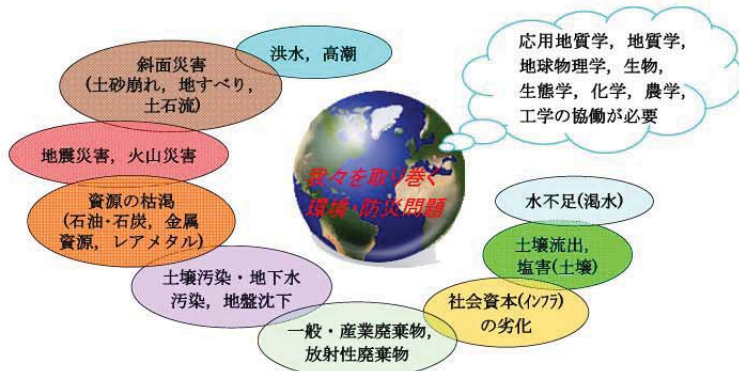 洪水，高潮
斜面災害
(土砂崩れ，地すべり，
土石流)
地震災害，火山災害
資源の枯渇
(石油・石炭，金属
資源，レアメタル)
土壌汚染・地下水
汚染，地盤沈下
一般・産業廃棄物，
放射性廃棄物
社会資本(インフラ)
の劣化
土壌流出，
塩害(土壌)
水不足(渇水)
我々を取り巻く
環境・防災問題
応用地質学，地質学，
地球物理学，生物，
生態学，化学，農学，
工学の協働が必要